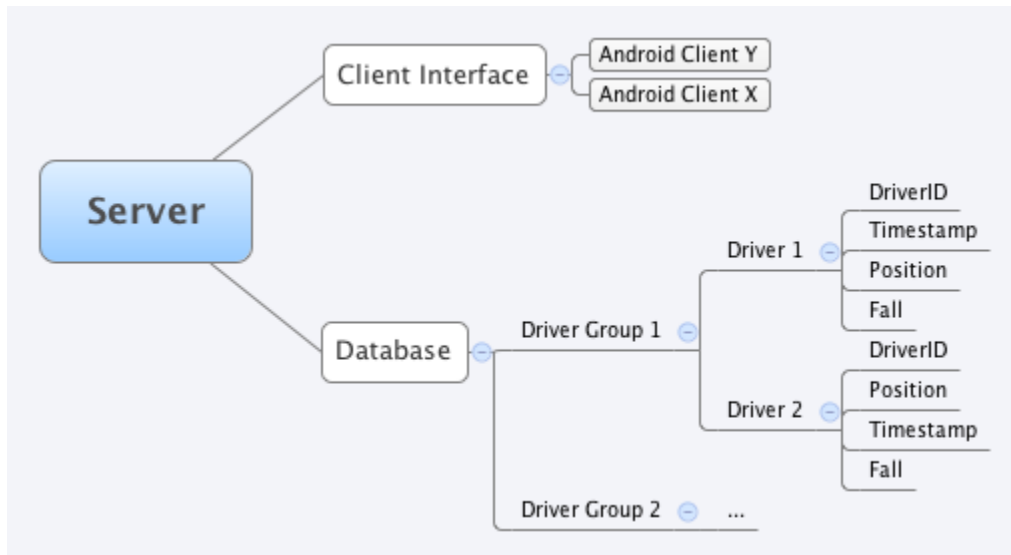 Server
Client Interface
Android Client Y
Android Client X
Database
Driver Group 1
Driver 1
DriverID
Timestamp
Position
Fall
Driver 2
DriverID
Position
Timestamp
Fall
Driver Group 2
...